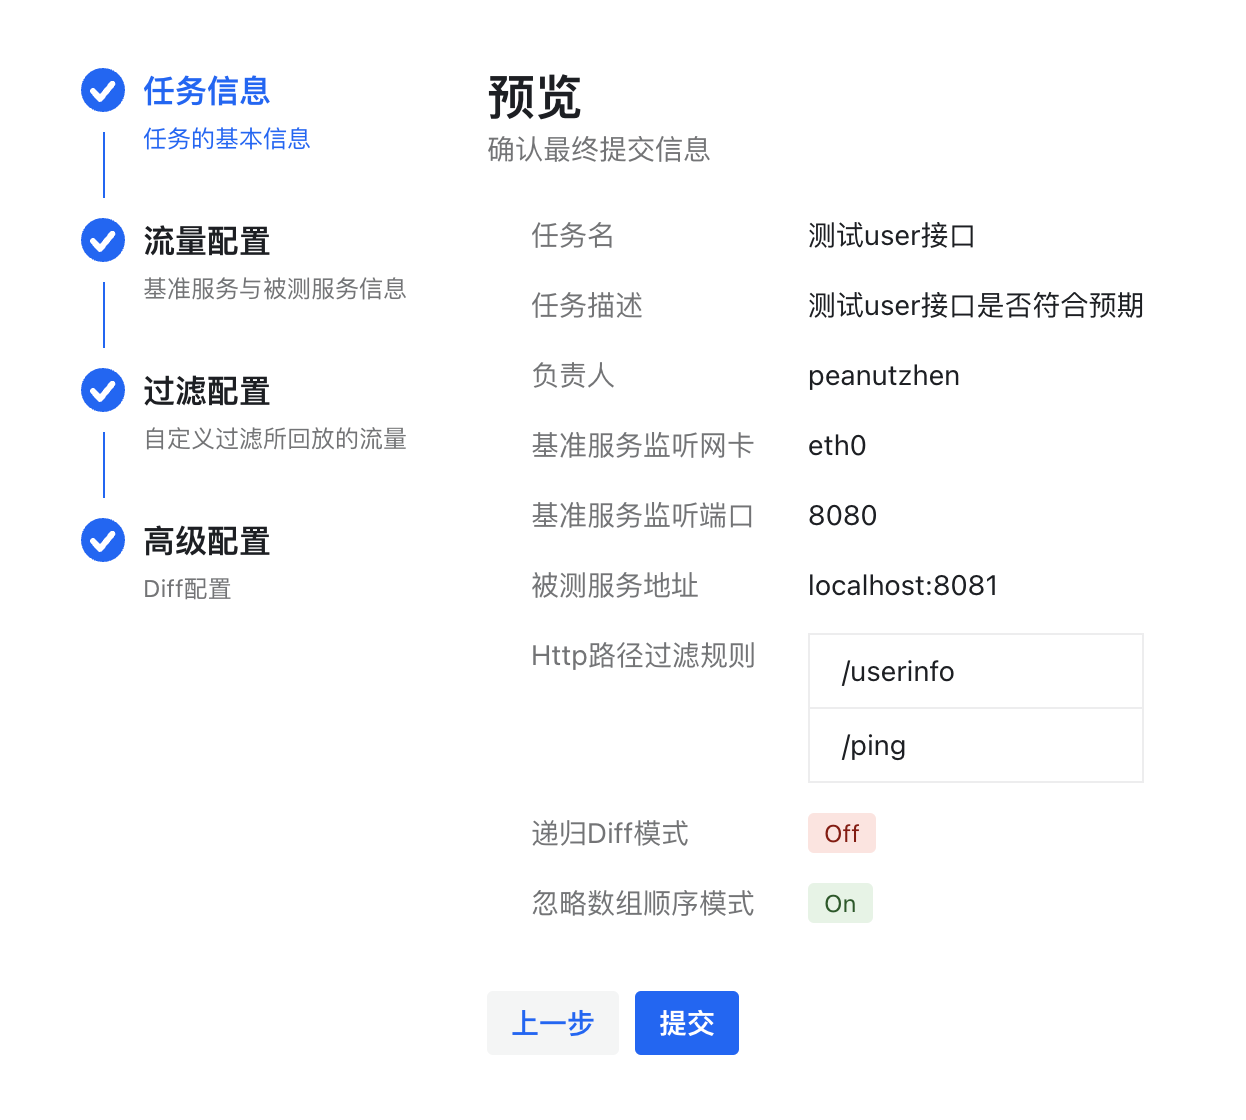 任务信息
任务的基本信息
流量配置
基准服务与被测服务信息
过滤配置
自定义过滤所回放的流量
高级配置
Diff配置
预览
确认最终提交信息
任务名 测试user接口
任务描述 测试user接口是否符合预期
负责人 peanutzhen
基准服务监听网卡 eth0
基准服务监听端口 8080
被测服务地址 localhost:8081
Http路径过滤规则 /userinfo
/ping
递归Diff模式 Off
忽略数组顺序模式 On
上一步 提交